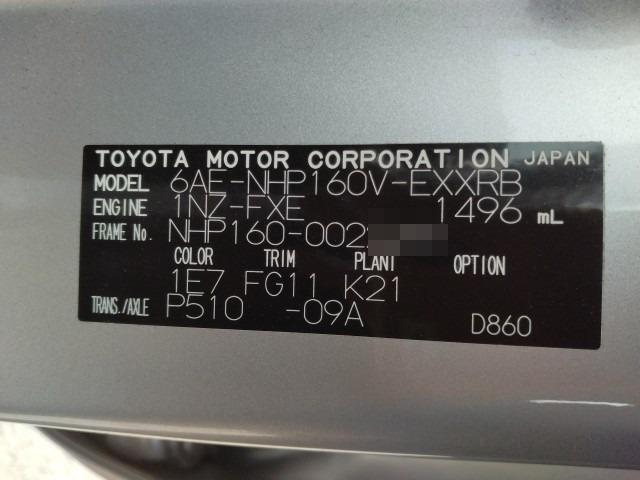 TOYOTA MOTOR CORPORATION JAPAN
MODEL 6AE-NHP160V-EXXRB
ENGINE 1NZ-FXE 1496 mL
FRAME No. NHP160-002
COLOR TRIM PLANT OPTION
1E7 FG11 K21
TRANS./AXLE P510 -09A D860